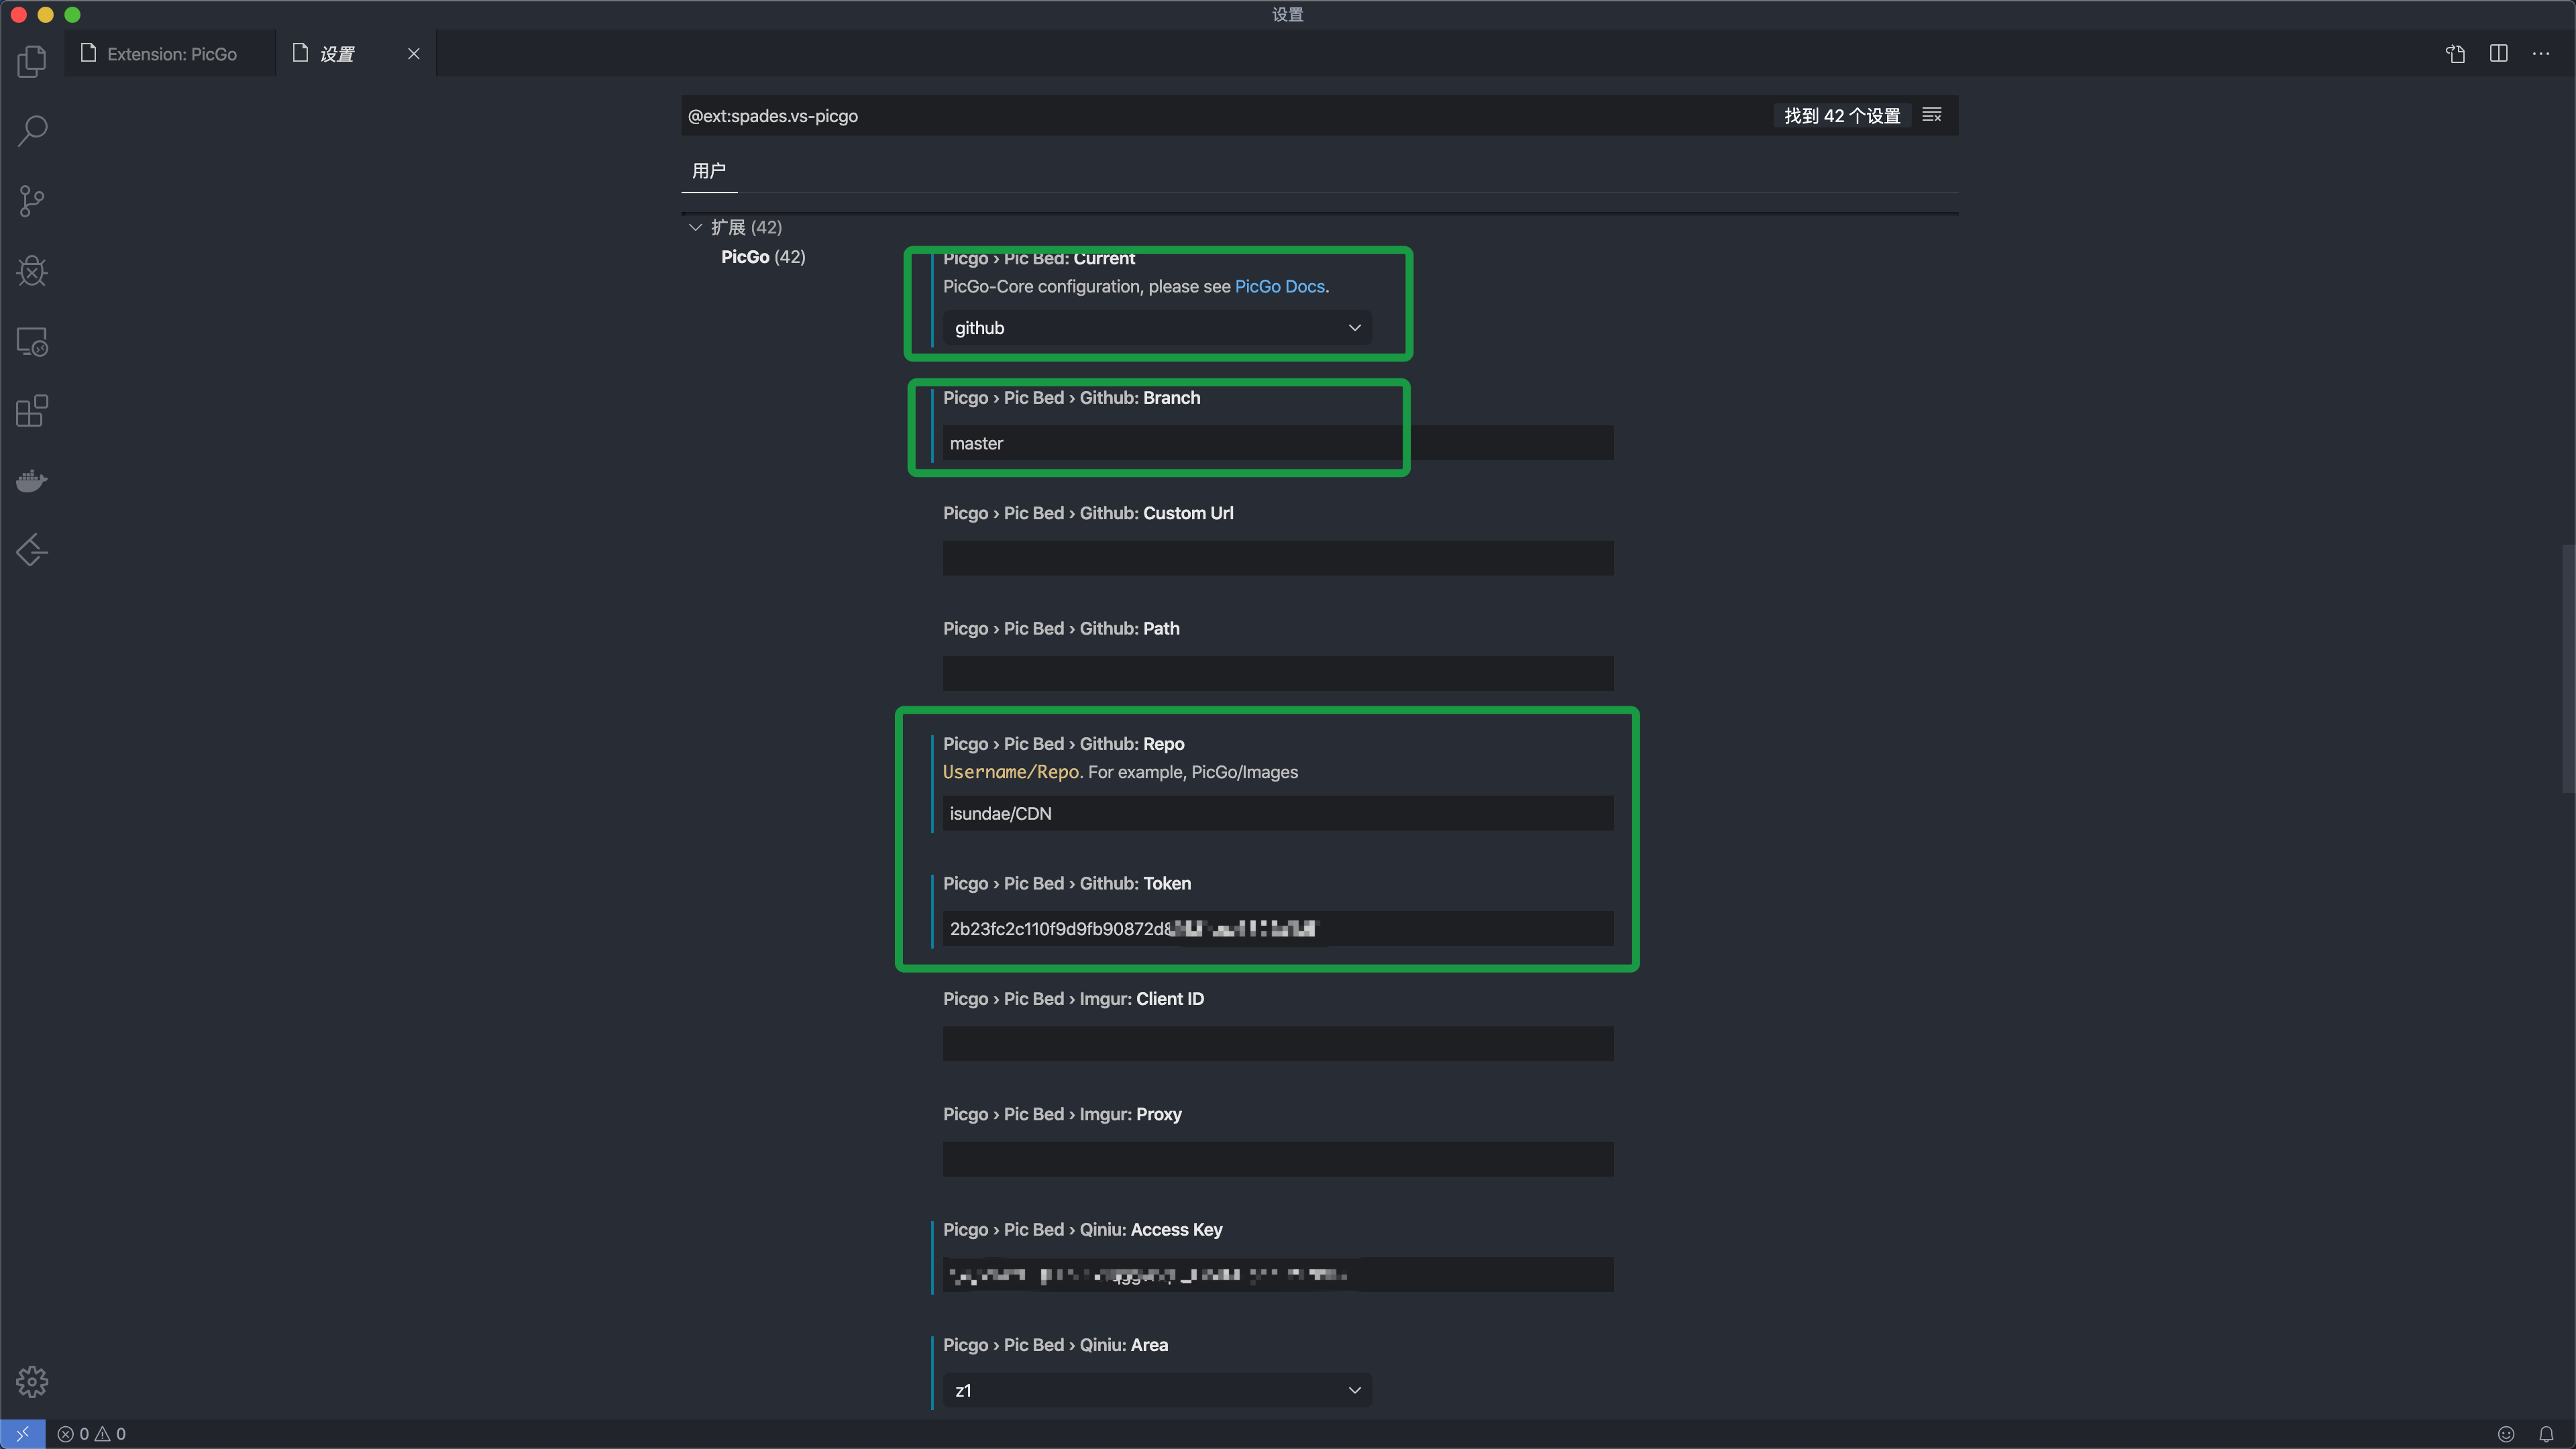 设置
Extension: PicGo
设置
@ext:spades.vs-picgo
找到 42 个设置
用户
扩展 (42)
PicGo (42)
Picgo › Pic Bed: Current
PicGo-Core configuration, please see PicGo Docs.
github
Picgo › Pic Bed › Github: Branch
master
Picgo › Pic Bed › Github: Custom Url
Picgo › Pic Bed › Github: Path
Picgo › Pic Bed › Github: Repo
Username/Repo. For example, PicGo/Images
isundae/CDN
Picgo › Pic Bed › Github: Token
2b23fc2c110f9d9fb90872d8
Picgo › Pic Bed › Imgur: Client ID
Picgo › Pic Bed › Imgur: Proxy
Picgo › Pic Bed › Qiniu: Access Key
Picgo › Pic Bed › Qiniu: Area
z1
0 0